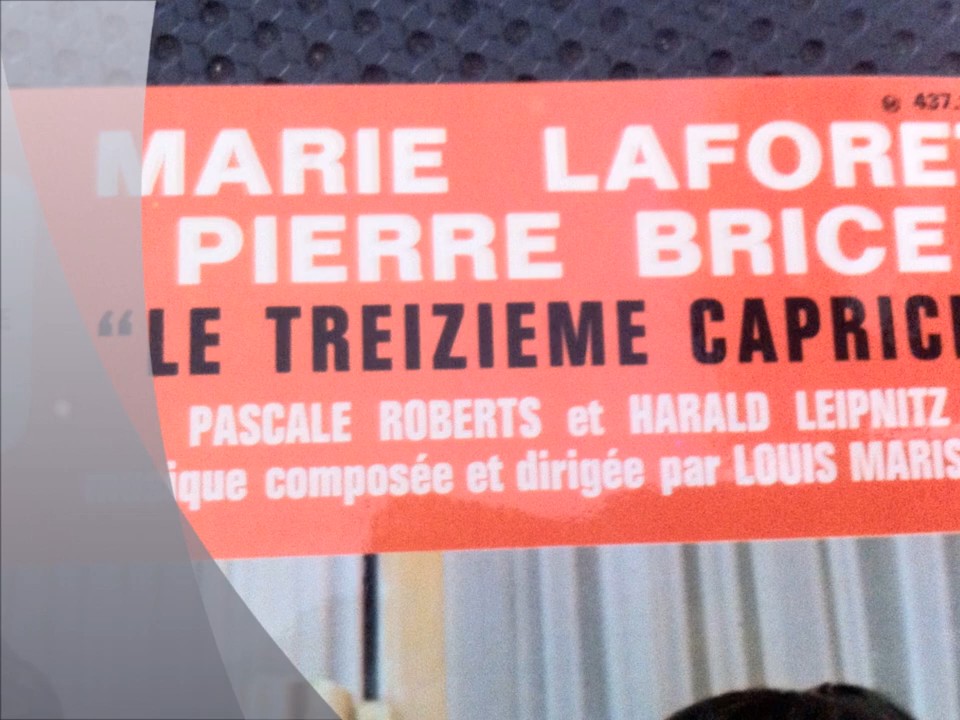 437.
MARIE LAFORET
PIERRE BRICE
“LE TREIZIEME CAPRICE
PASCALE ROBERTS et HARALD LEIPNITZ
ique composée et dirigée par LOUIS MARIS